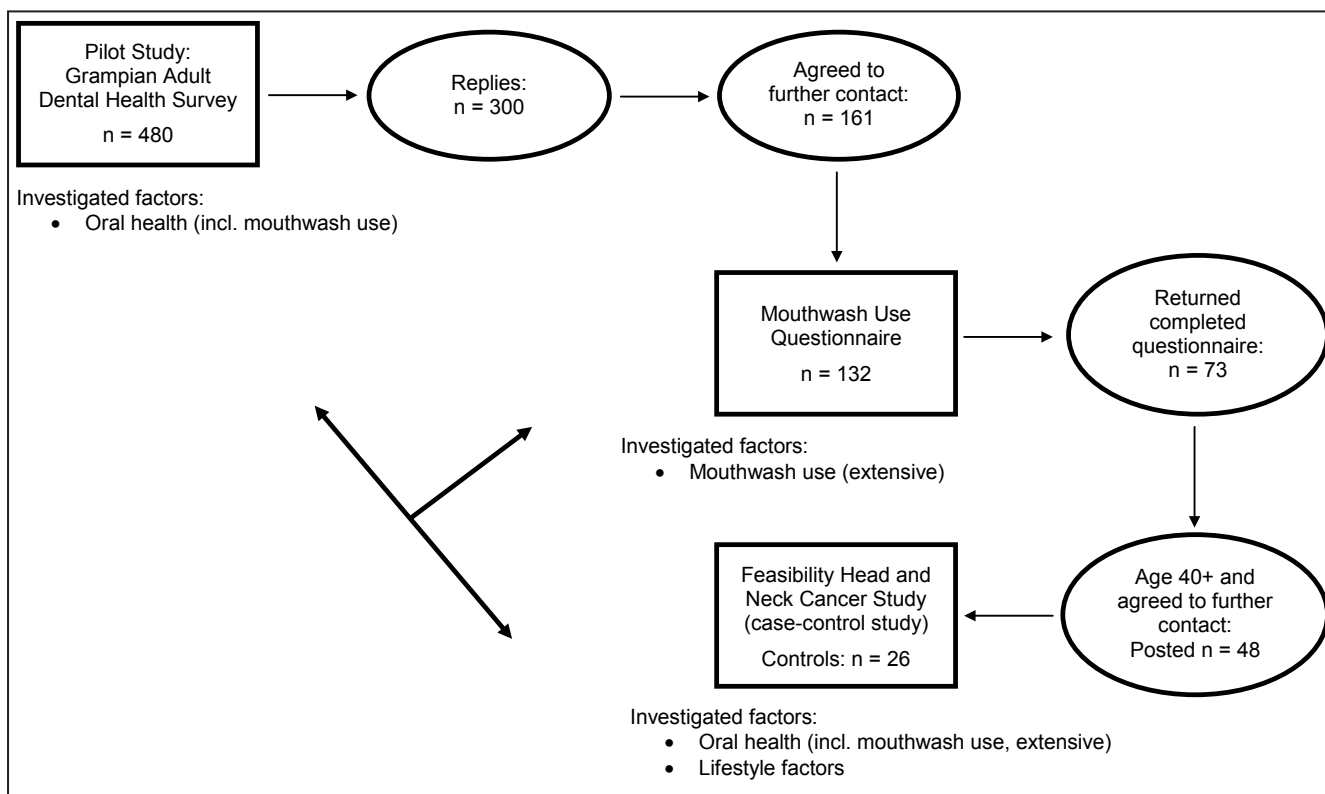 Pilot Study:
Grampian Adult
Dental Health Survey
n = 480
Replies:
n = 300
Agreed to
further contact:
n = 161
Investigated factors:
• Oral health (incl. mouthwash use)
Mouthwash Use
Questionnaire
n = 132
Returned
completed
questionnaire:
n = 73
Investigated factors:
• Mouthwash use (extensive)
Feasibility Head and
Neck Cancer Study
(case-control study)
Controls: n = 26
Age 40+ and
agreed to further
contact:
Posted n = 48
Investigated factors:
• Oral health (incl. mouthwash use, extensive)
• Lifestyle factors